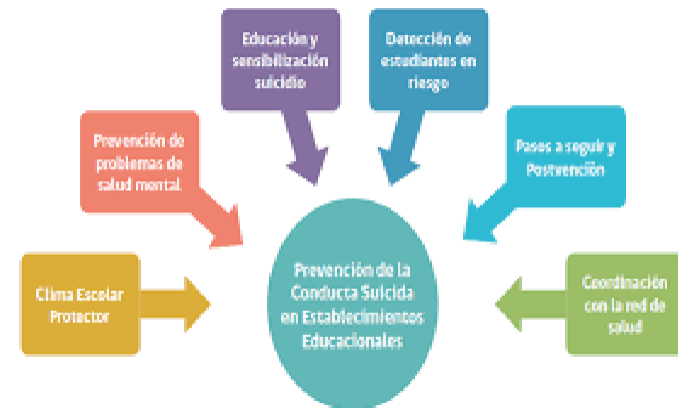 Educación y
sensibilización
suicidio
Detección de
estudiantes en
riesgo
Prevención de
problemas de
salud mental
Pasos a seguir y
Postvención
Clima Escolar
Protector
Prevención de la
Conducta Suicida
en Establecimientos
Educacionales
Coordinación
con la red de
salud